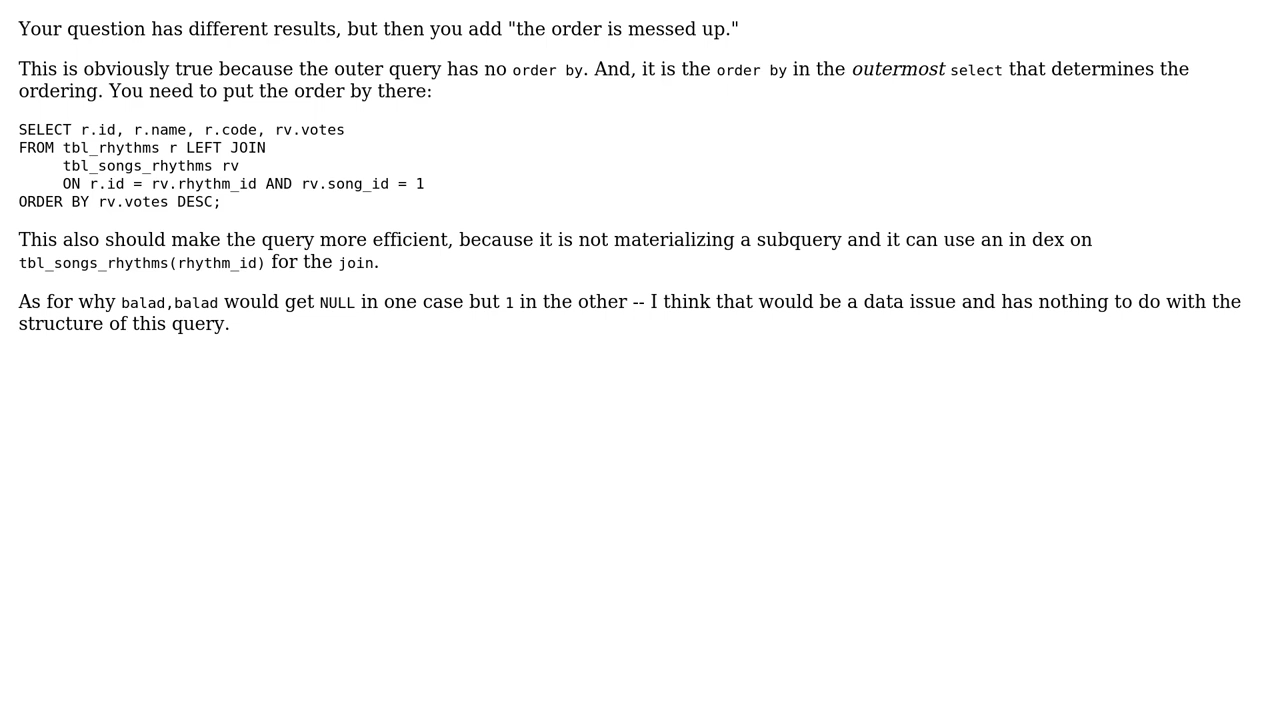 Your question has different results, but then you add "the order is messed up."
This is obviously true because the outer query has no order by. And, it is the order by in the outermost select that determines the
ordering. You need to put the order by there:
SELECT r.id, r.name, r.code, rv.votes
FROM tbl_rhythms r LEFT JOIN
     tbl_songs_rhythms rv
     ON r.id = rv.rhythm_id AND rv.song_id = 1
ORDER BY rv.votes DESC;
This also should make the query more efficient, because it is not materializing a subquery and it can use an in dex on
tbl_songs_rhythms(rhythm_id) for the join.
As for why balad,balad would get NULL in one case but 1 in the other -- I think that would be a data issue and has nothing to do with the
structure of this query.